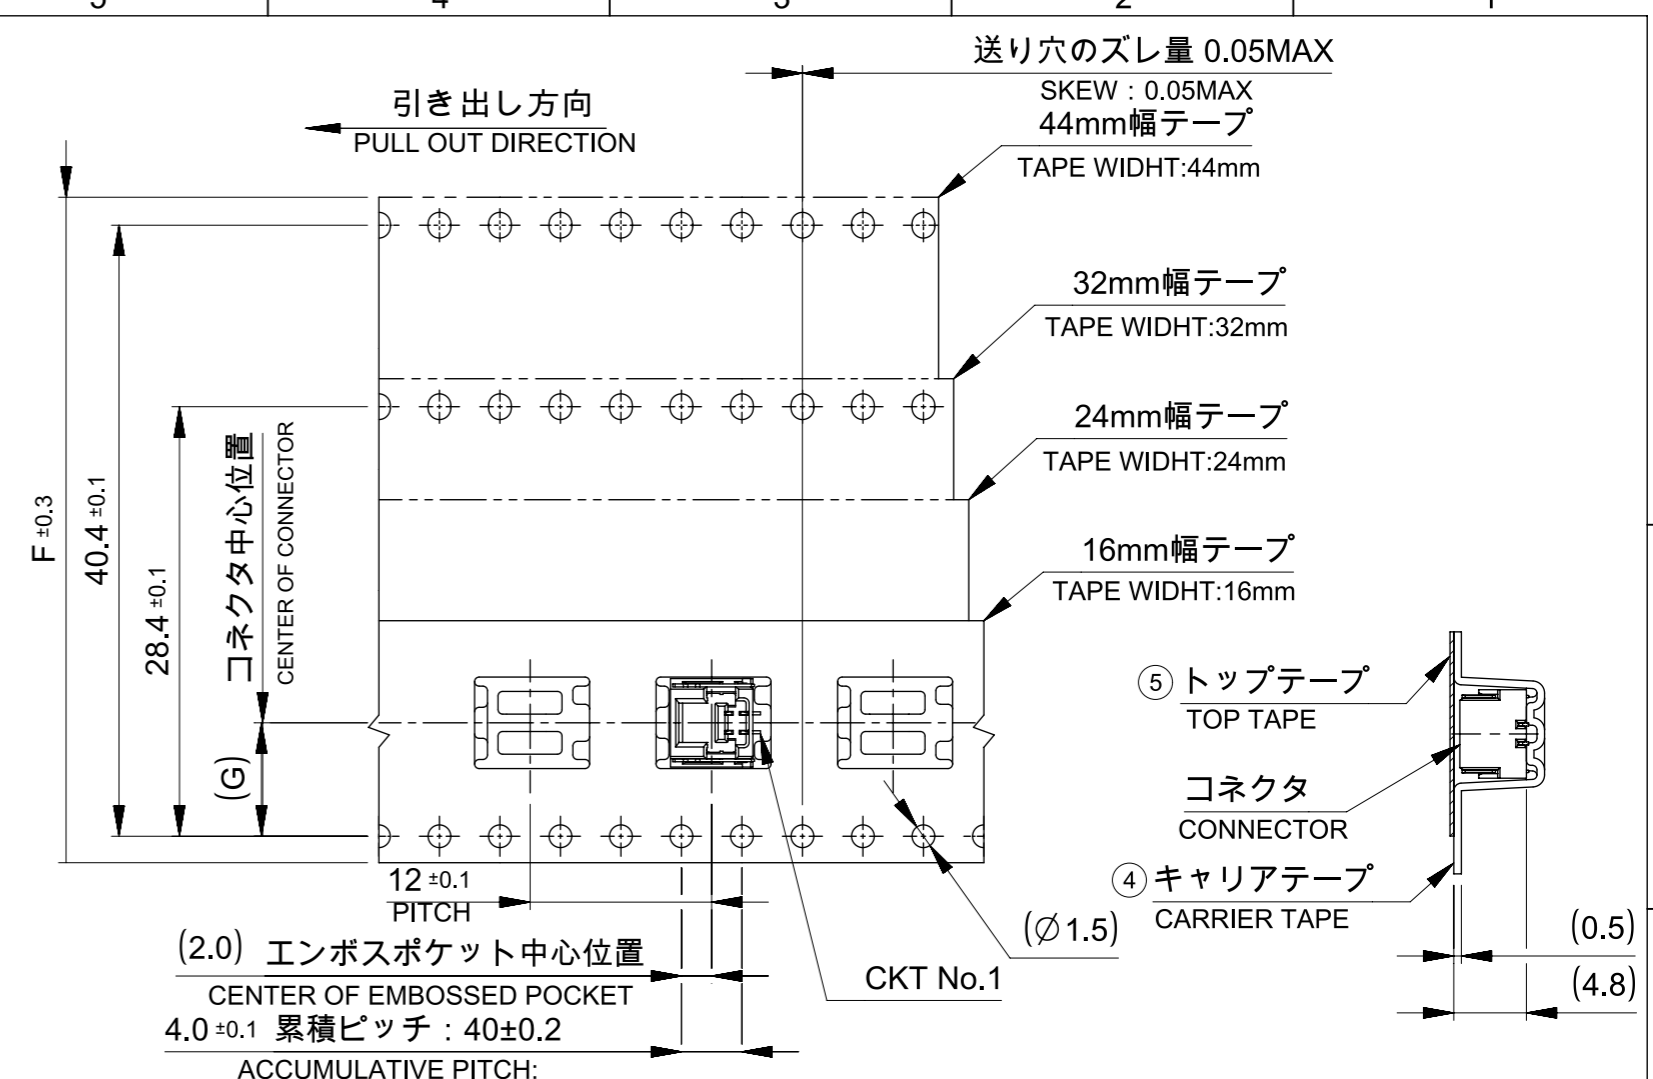 4
3
2
1
送り穴のズレ量 0.05MAX
SKEW : 0.05MAX
引き出し方向
PULL OUT DIRECTION
44mm幅テープ
TAPE WIDHT:44mm
32mm幅テープ
TAPE WIDHT:32mm
24mm幅テープ
TAPE WIDHT:24mm
16mm幅テープ
TAPE WIDHT:16mm
F ±0.3
40.4 ±0.1
28.4 ±0.1
コネクタ中心位置
CENTER OF CONNECTOR
(G)
⑤ トップテープ
TOP TAPE
コネクタ
CONNECTOR
④ キャリアテープ
CARRIER TAPE
(0.5)
(4.8)
12 ±0.1
PITCH
(∅1.5)
CKT No.1
(2.0) エンボスポケット中心位置
CENTER OF EMBOSSED POCKET
4.0 ±0.1 累積ピッチ : 40±0.2
ACCUMULATIVE PITCH: